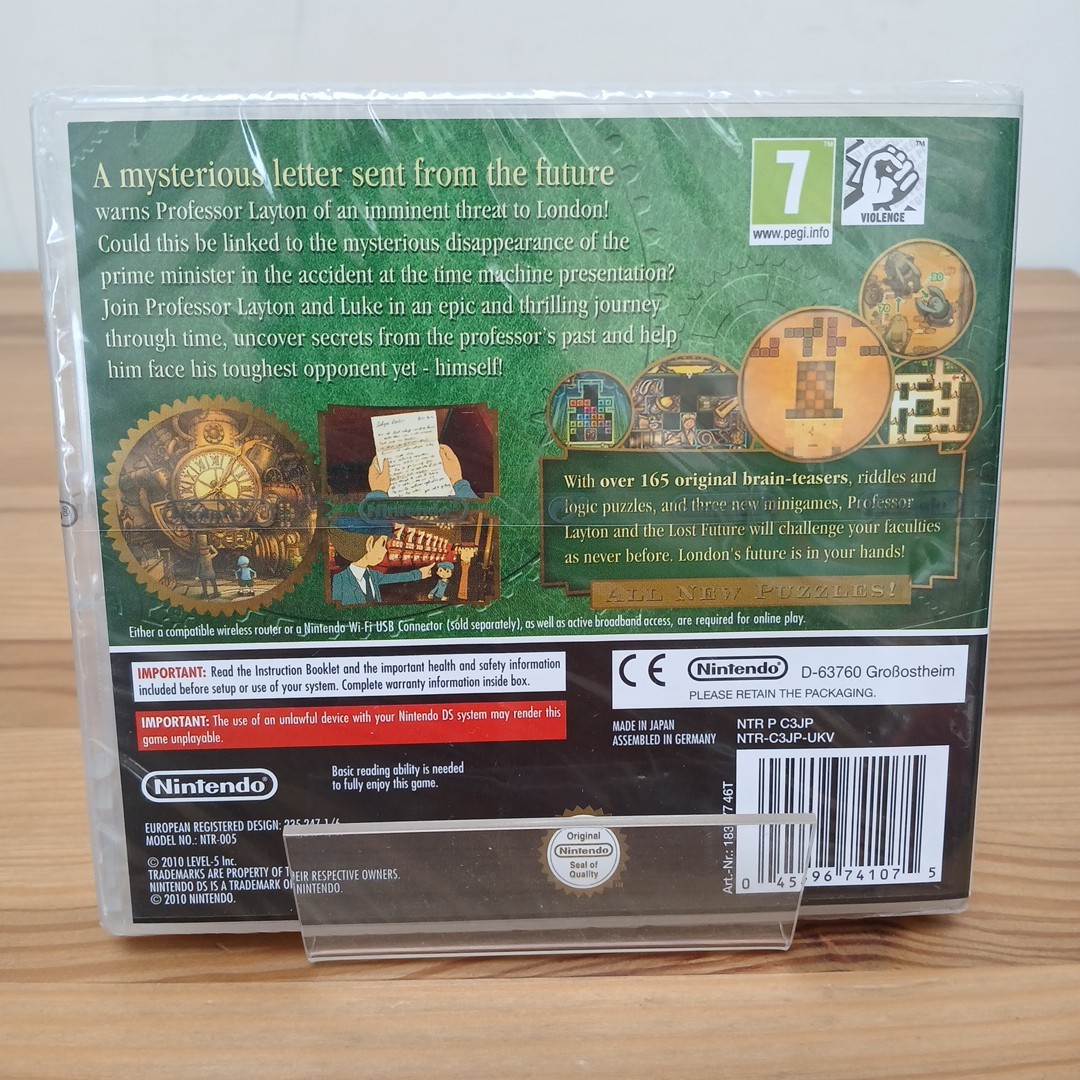 A mysterious letter sent from the future
warns Professor Layton of an imminent threat to London!
Could this be linked to the mysterious disappearance of the
prime minister in the accident at the time machine presentation?
Join Professor Layton and Luke in an epic and thrilling journey
through time, uncover secrets from the professor's past and help
him face his toughest opponent yet - himself!
7
www.pegi.info
VIOLENCE
™
With over 165 original brain-teasers, riddles and
logic puzzles, and three new minigames, Professor
Layton and the Lost Future will challenge your faculties
as never before. London's future is in your hands!
ALL NEW PUZZLES!
Either a compatible wireless router or a Nintendo Wi-Fi USB Connector (sold separately), as well as active broadband access, are required for online play.
IMPORTANT: Read the Instruction Booklet and the important health and safety information
included before setup or use of your system. Complete warranty information inside box.
IMPORTANT: The use of an unlawful device with your Nintendo DS system may render this
game unplayable.
CE Nintendo® D-63760 Großostheim
PLEASE RETAIN THE PACKAGING.
MADE IN JAPAN
ASSEMBLED IN GERMANY
NTR P C3JP
NTR-C3JP-UKV
Nintendo®
Basic reading ability is needed
to fully enjoy this game.
EUROPEAN REGISTERED DESIGN:
MODEL NO.: NTR-005
© 2010 LEVEL-5 Inc.
TRADEMARKS ARE PROPERTY OF THEIR RESPECTIVE OWNERS.
NINTENDO DS IS A TRADEMARK OF NINTENDO.
© 2010 NINTENDO.
Original
Nintendo
Seal of
Quality
Art.-Nr.:
0 45496 74107 5